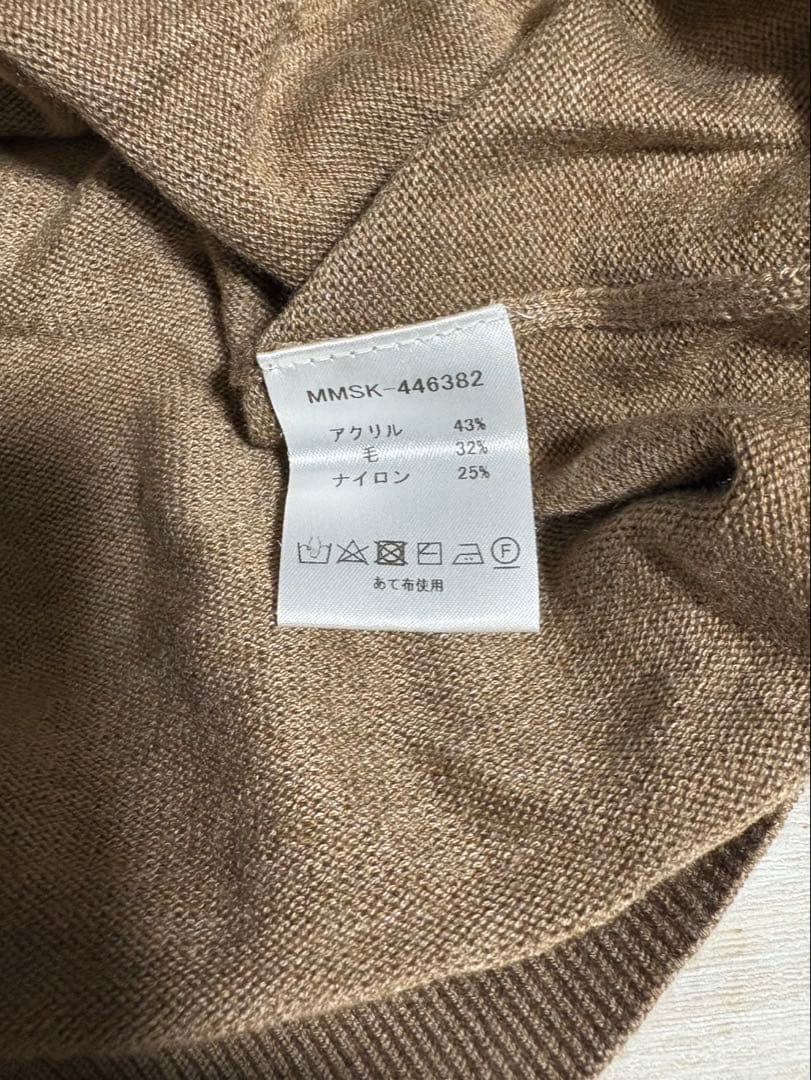 MMSK-446382
アクリル 43%
毛 32%
ナイロン 25%
F
あて布使用